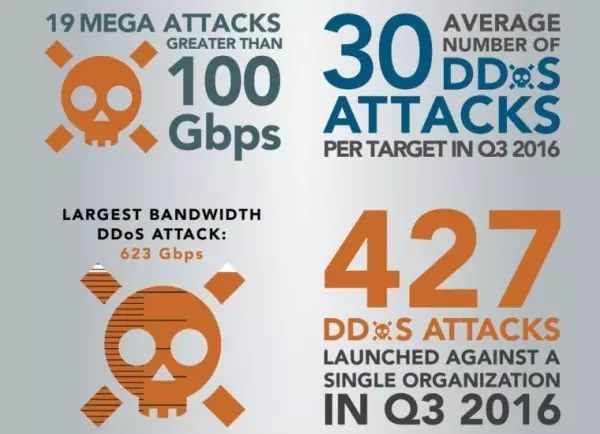 19 MEGA ATTACKS
GREATER THAN
100
Gbps
30 AVERAGE
NUMBER OF
DDoS
ATTACKS
PER TARGET IN Q3 2016
LARGEST BANDWIDTH
DDoS ATTACK:
623 Gbps
427
DDoS ATTACKS
LAUNCHED AGAINST A
SINGLE ORGANIZATION
IN Q3 2016